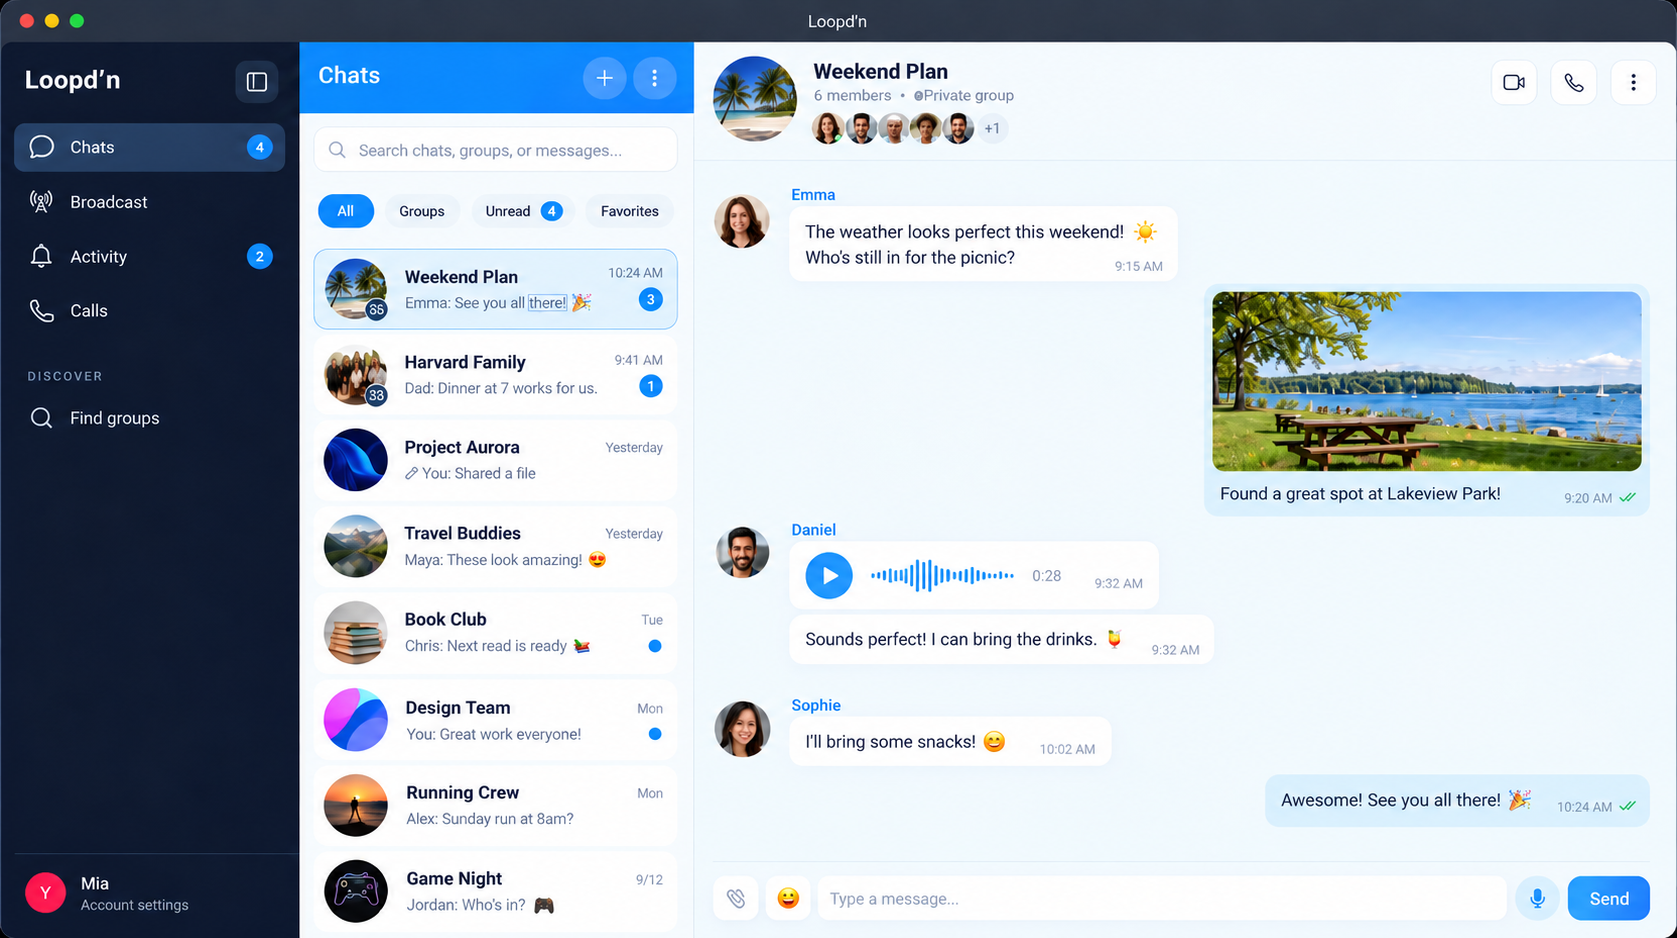 Loopd'n
Loopd'n
Chats 4
Broadcast
Activity 2
Calls
DISCOVER
Find groups
Y
Mia
Account settings
Chats
Search chats, groups, or messages...
All Groups Unread 4 Favorites
Weekend Plan 10:24 AM
Emma: See you all there! 🎉 3
Harvard Family 9:41 AM
Dad: Dinner at 7 works for us. 1
Project Aurora Yesterday
You: Shared a file
Travel Buddies Yesterday
Maya: These look amazing! 😍
Book Club Tue
Chris: Next read is ready
Design Team Mon
You: Great work everyone!
Running Crew Mon
Alex: Sunday run at 8am?
Game Night 9/12
Jordan: Who's in? 🎮
Weekend Plan
6 members • Private group
+1
Emma
The weather looks perfect this weekend! ☀️
Who's still in for the picnic?
9:15 AM
Found a great spot at Lakeview Park! 9:20 AM
Daniel
0:28 9:32 AM
Sounds perfect! I can bring the drinks. 🍹 9:32 AM
Sophie
I'll bring some snacks! 😄 10:02 AM
Awesome! See you all there! 🎉 10:24 AM
Type a message...
Send